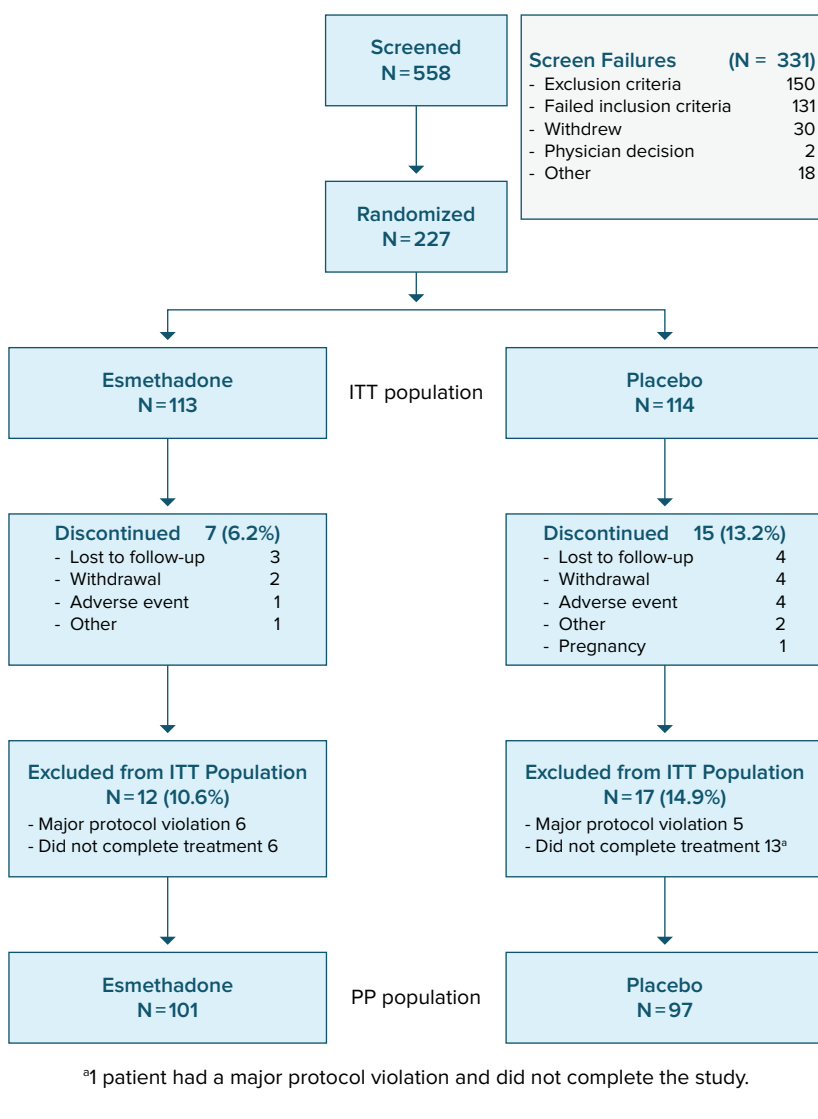 Screened
N=558
Screen Failures (N = 331)
- Exclusion criteria 150
- Failed inclusion criteria 131
- Withdrew 30
- Physician decision 2
- Other 18
Randomized
N=227
Esmethadone
N=113
ITT population
Placebo
N=114
Discontinued 7 (6.2%)
- Lost to follow-up 3
- Withdrawal 2
- Adverse event 1
- Other 1
Discontinued 15 (13.2%)
- Lost to follow-up 4
- Withdrawal 4
- Adverse event 4
- Other 2
- Pregnancy 1
Excluded from ITT Population
N=12 (10.6%)
- Major protocol violation 6
- Did not complete treatment 6
Excluded from ITT Population
N=17 (14.9%)
- Major protocol violation 5
- Did not complete treatment 13ᵃ
Esmethadone
N=101
PP population
Placebo
N=97
ᵃ1 patient had a major protocol violation and did not complete the study.